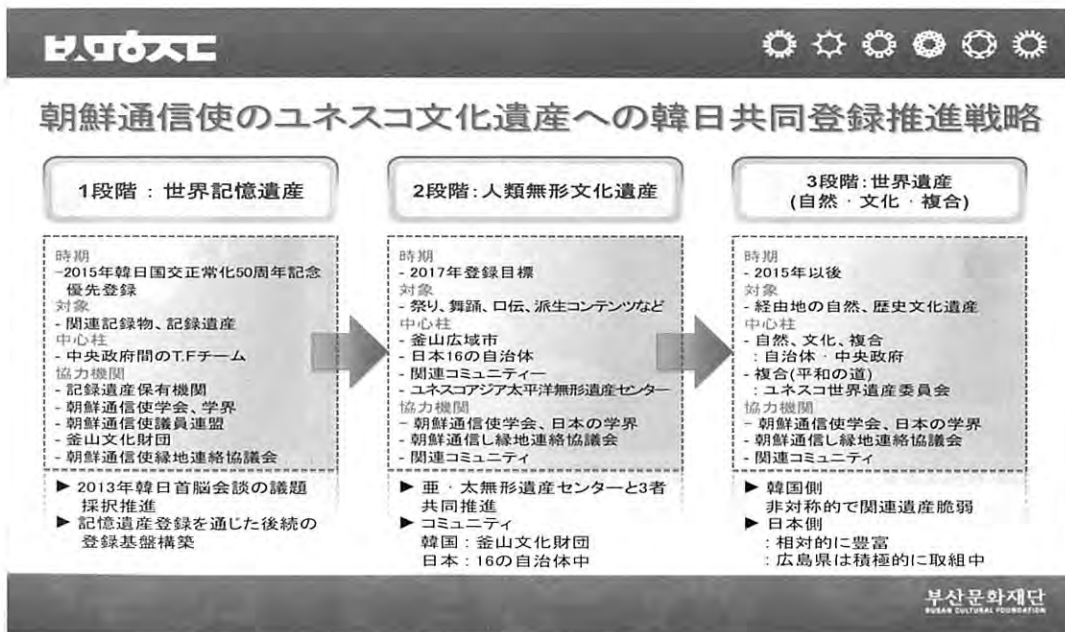 ㅂㅅㅁㅎㅈㄷ
朝鮮通信使のユネスコ文化遺産への韓日共同登録推進戦略
1段階 : 世界記憶遺産
時期
-2015年韓日国交正常化50周年記念
優先登録
対象
- 関連記録物、記録遺産
中心柱
- 中央政府間のT.Fチーム
協力機関
- 記録遺産保有機関
- 朝鮮通信使学会、学界
- 朝鮮通信使議員連盟
- 釜山文化財団
- 朝鮮通信使縁地連絡協議会
► 2013年韓日首脳会談の議題
採択推進
► 記憶遺産登録を通じた後続の
登録基盤構築
2段階:人類無形文化遺産
時期
- 2017年登録目標
対象
- 祭り、舞踊、口伝、派生コンテンツなど
中心柱
- 釜山広域市
- 日本16の自治体
- 関連コミュニティー
- ユネスコアジア太平洋無形遺産センター
協力機関
- 朝鮮通信使学会、日本の学界
- 朝鮮通信し縁地連絡協議会
- 関連コミュニティ
► 亜・太無形遺産センターと3者
共同推進
► コミュニティ
韓国 : 釜山文化財団
日本 : 16の自治体中
3段階:世界遺産
(自然・文化・複合)
時期
- 2015年以後
対象
- 経由地の自然、歴史文化遺産
中心柱
- 自然、文化、複合
: 自治体・中央政府
- 複合(平和の道)
: ユネスコ世界遺産委員会
協力機関
- 朝鮮通信使学会、日本の学界
- 朝鮮通信し縁地連絡協議会
- 関連コミュニティ
► 韓国側
非対称的で関連遺産脆弱
► 日本側
: 相対的に豊富
: 広島県は積極的に取組中
부산문화재단
BUSAN CULTURAL FOUNDATION